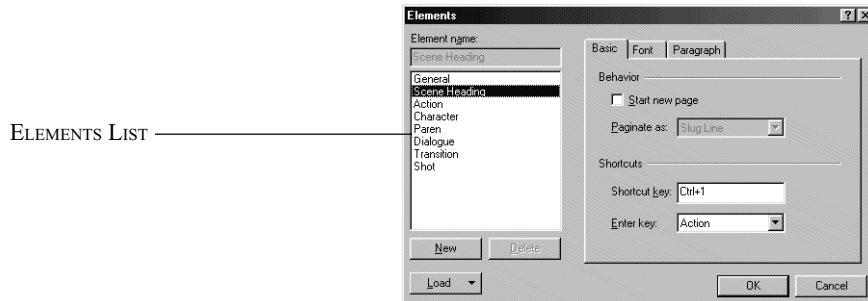 Elements
Element name:
Scene Heading
General
Scene Heading
Action
Character
Paren
Dialogue
Transition
Shot
New
Delete
Load
ELEMENTS LIST
Basic
Font
Paragraph
Behavior
Start new page
Paginate as:
Slug Line
Shortcuts
Shortcut key:
Ctrl+1
Enter key:
Action
OK
Cancel